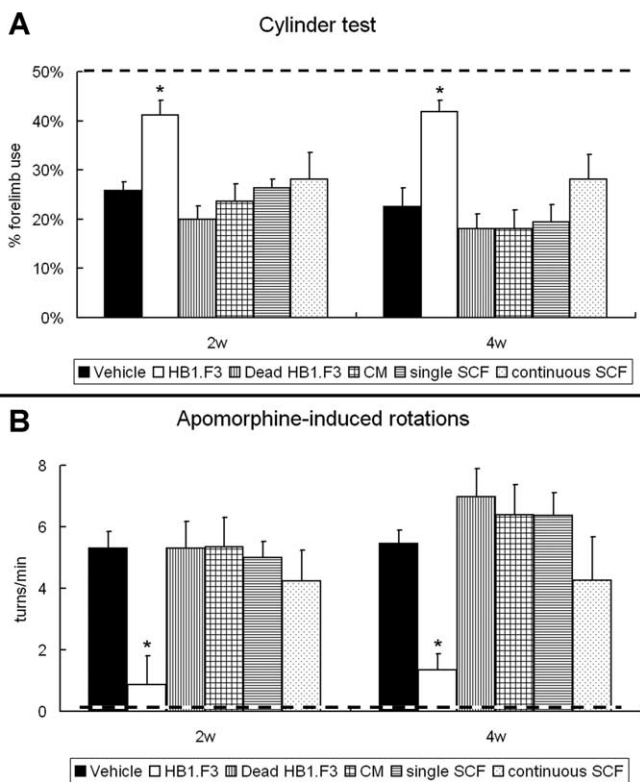 A
Cylinder test
50%
40%
30%
20%
10%
0%
% forelimb use
*
*
2w
4w
Vehicle HB1.F3 Dead HB1.F3 CM single SCF continuous SCF
B
Apomorphine-induced rotations
8
6
4
2
0
turns/min
*
*
2w
4w
Vehicle HB1.F3 Dead HB1.F3 CM single SCF continuous SCF